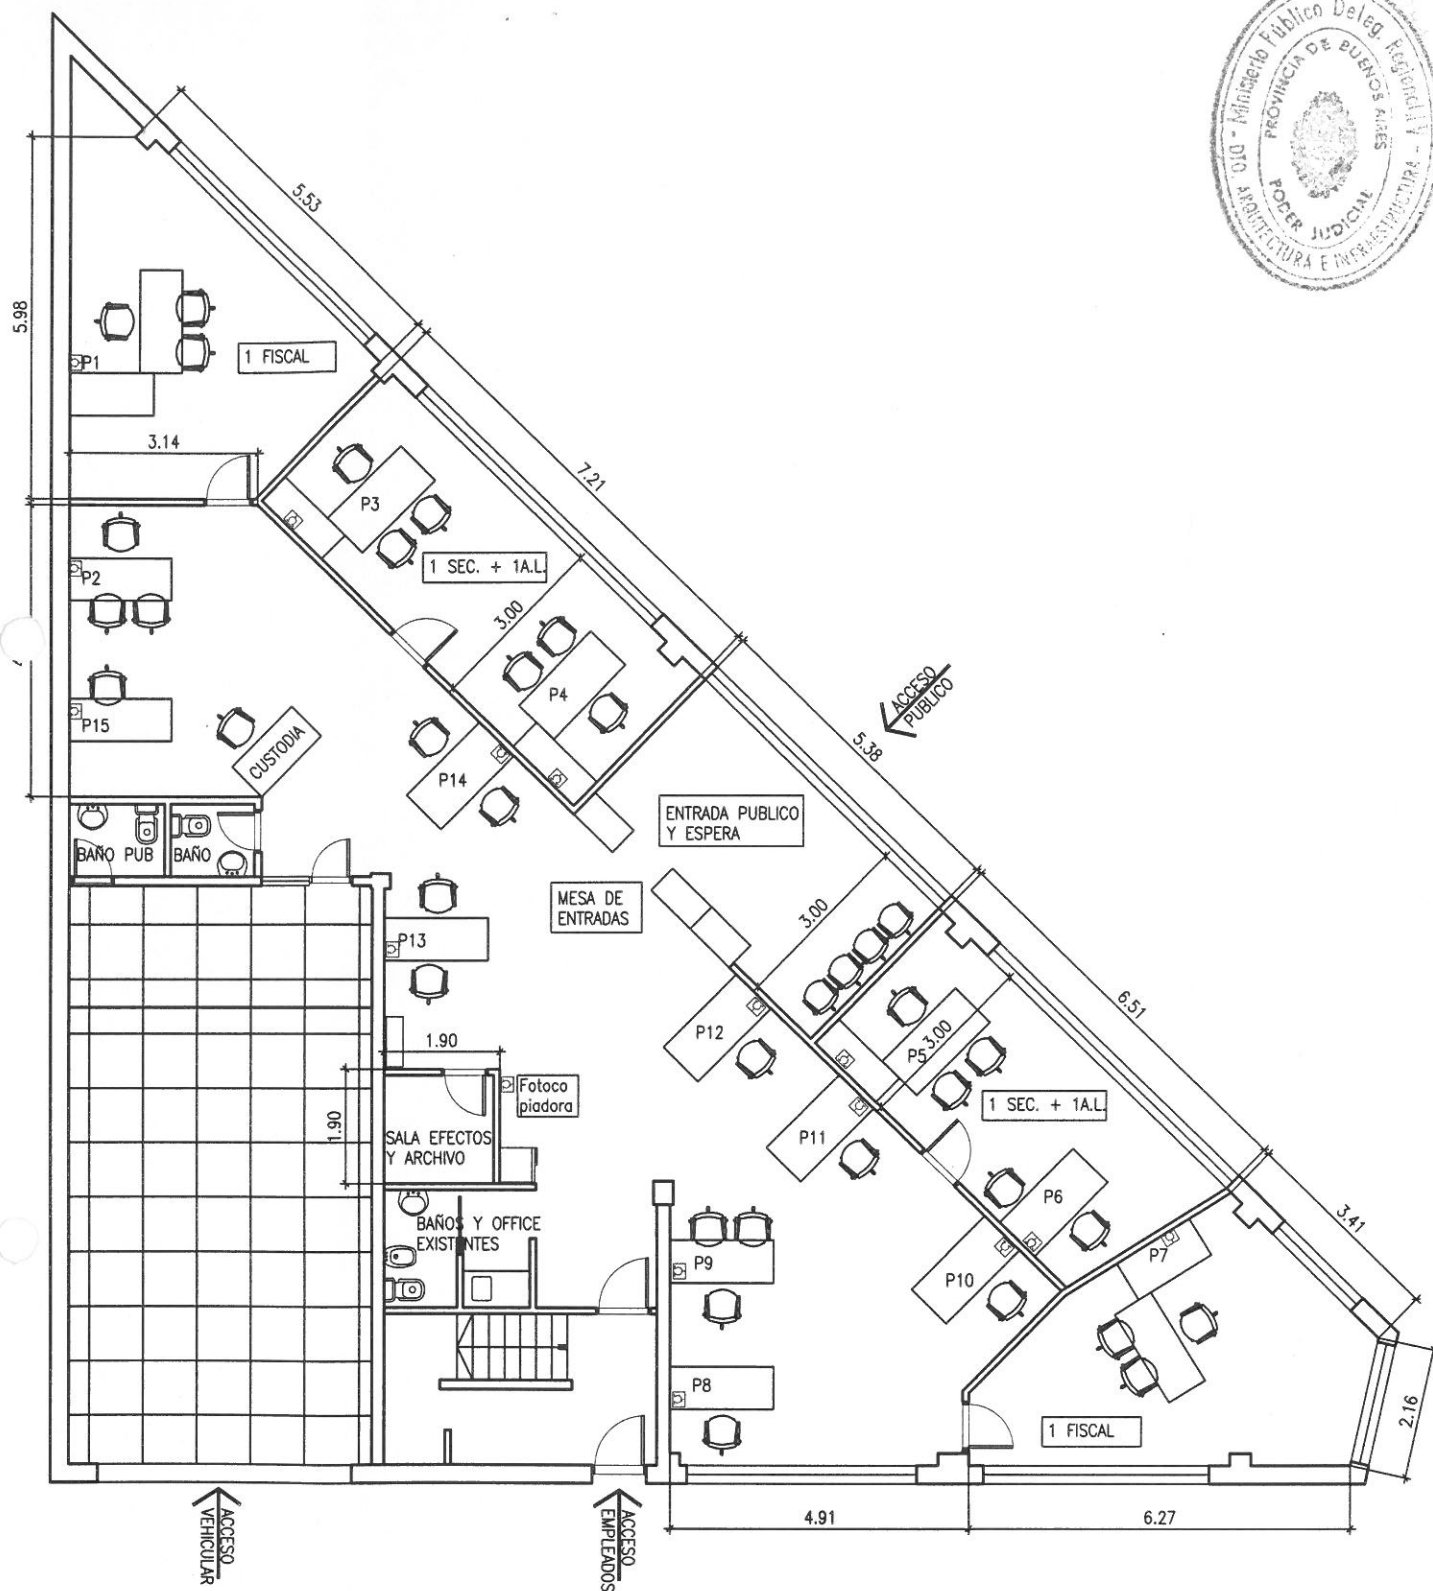 DTO. ARQUITECTURA E INFRAESTRUCTURA - Ministerio Público Deleg. Regional V
PROVINCIA DE BUENOS AIRES
PODER JUDICIAL
5.53
5.98
P1
1 FISCAL
3.14
7.21
P3
1 SEC. + 1A.L.
P2
3.00
P4
P15
CUSTODIA
P14
ACCESO
PUBLICO
5.38
ENTRADA PUBLICO
Y ESPERA
BAÑO PUB
BAÑO
MESA DE
ENTRADAS
3.00
P13
6.51
P12
P5
3.00
1.90
Fotoco
piadora
1 SEC. + 1A.L.
1.90
SALA EFECTOS
Y ARCHIVO
P11
P6
3.41
BAÑOS Y OFFICE
EXISTENTES
P9
P7
P10
P8
1 FISCAL
2.16
4.91
6.27
ACCESO
VEHICULAR
ACCESO
EMPLEADOS